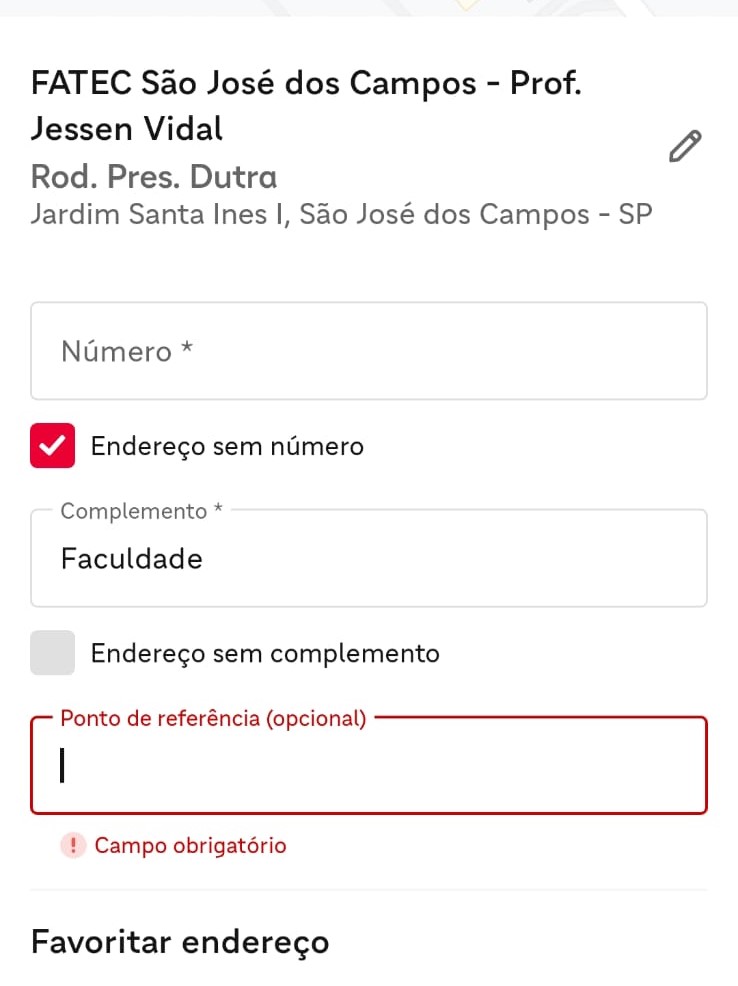 FATEC São José dos Campos - Prof.
Jessen Vidal
Rod. Pres. Dutra
Jardim Santa Ines I, São José dos Campos - SP
Número *
Endereço sem número
Complemento *
Faculdade
Endereço sem complemento
Ponto de referência (opcional)
Campo obrigatório
Favoritar endereço